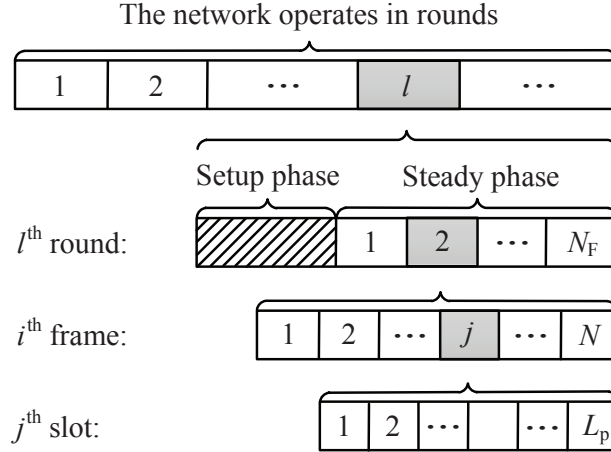 The network operates in rounds
1 2 ··· l ···
Setup phase Steady phase
lth round: 1 2 ··· NF
ith frame: 1 2 ··· j ··· N
jth slot: 1 2 ··· ··· Lp